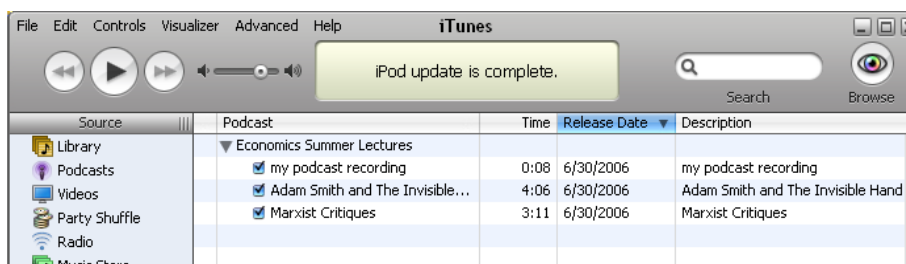 File Edit Controls Visualizer Advanced Help iTunes
iPod update is complete.
Search Browse
Source Podcast Time Release Date Description
Library Economics Summer Lectures
Podcasts my podcast recording 0:08 6/30/2006 my podcast recording
Videos Adam Smith and The Invisible... 4:06 6/30/2006 Adam Smith and The Invisible Hand
Party Shuffle Marxist Critiques 3:11 6/30/2006 Marxist Critiques
Radio
Music Store